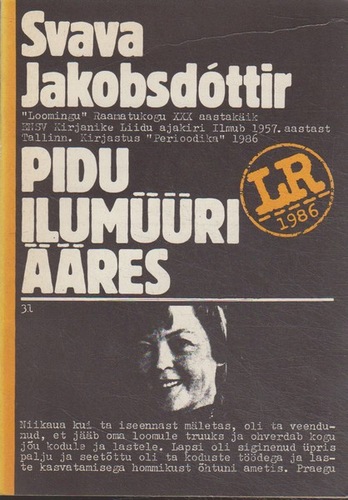 Svava
Jakobsdóttir
"Loomingu" Raamatukogu XXX aastakäik
ENSV Kirjanike Liidu ajakiri Ilmub 1957. aastast
Tallinn. Kirjastus "Perioodika" 1986
PIDU
ILUMÜÜRI
ÄÄRES
LR
1986
31
Niikaua kui ta iseennast mäletas, oli ta veendu-
nud, et jääb oma loomule truuks ja ohverdab kogu
jõu kodule ja lastele. Lapsi oli siginenud üpris
palju ja seetõttu oli ta koduste töödega ja las-
te kasvatamisega hommikust õhtuni ametis. Praegu